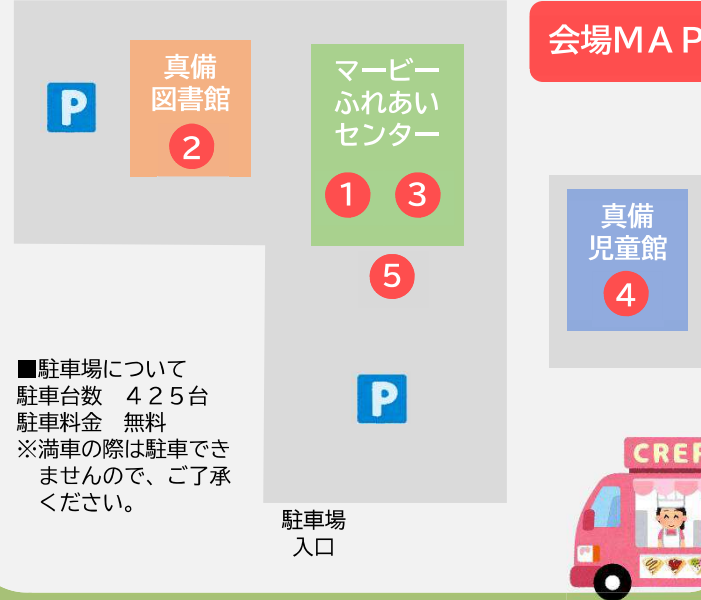 会場MAP
P
真備
図書館
2
マービー
ふれあい
センター
1 3
5
真備
児童館
4
■駐車場について
駐車台数　４２５台
駐車料金　無料
※満車の際は駐車でき
ませんので、ご了承
ください。
P
駐車場
入口
CREP